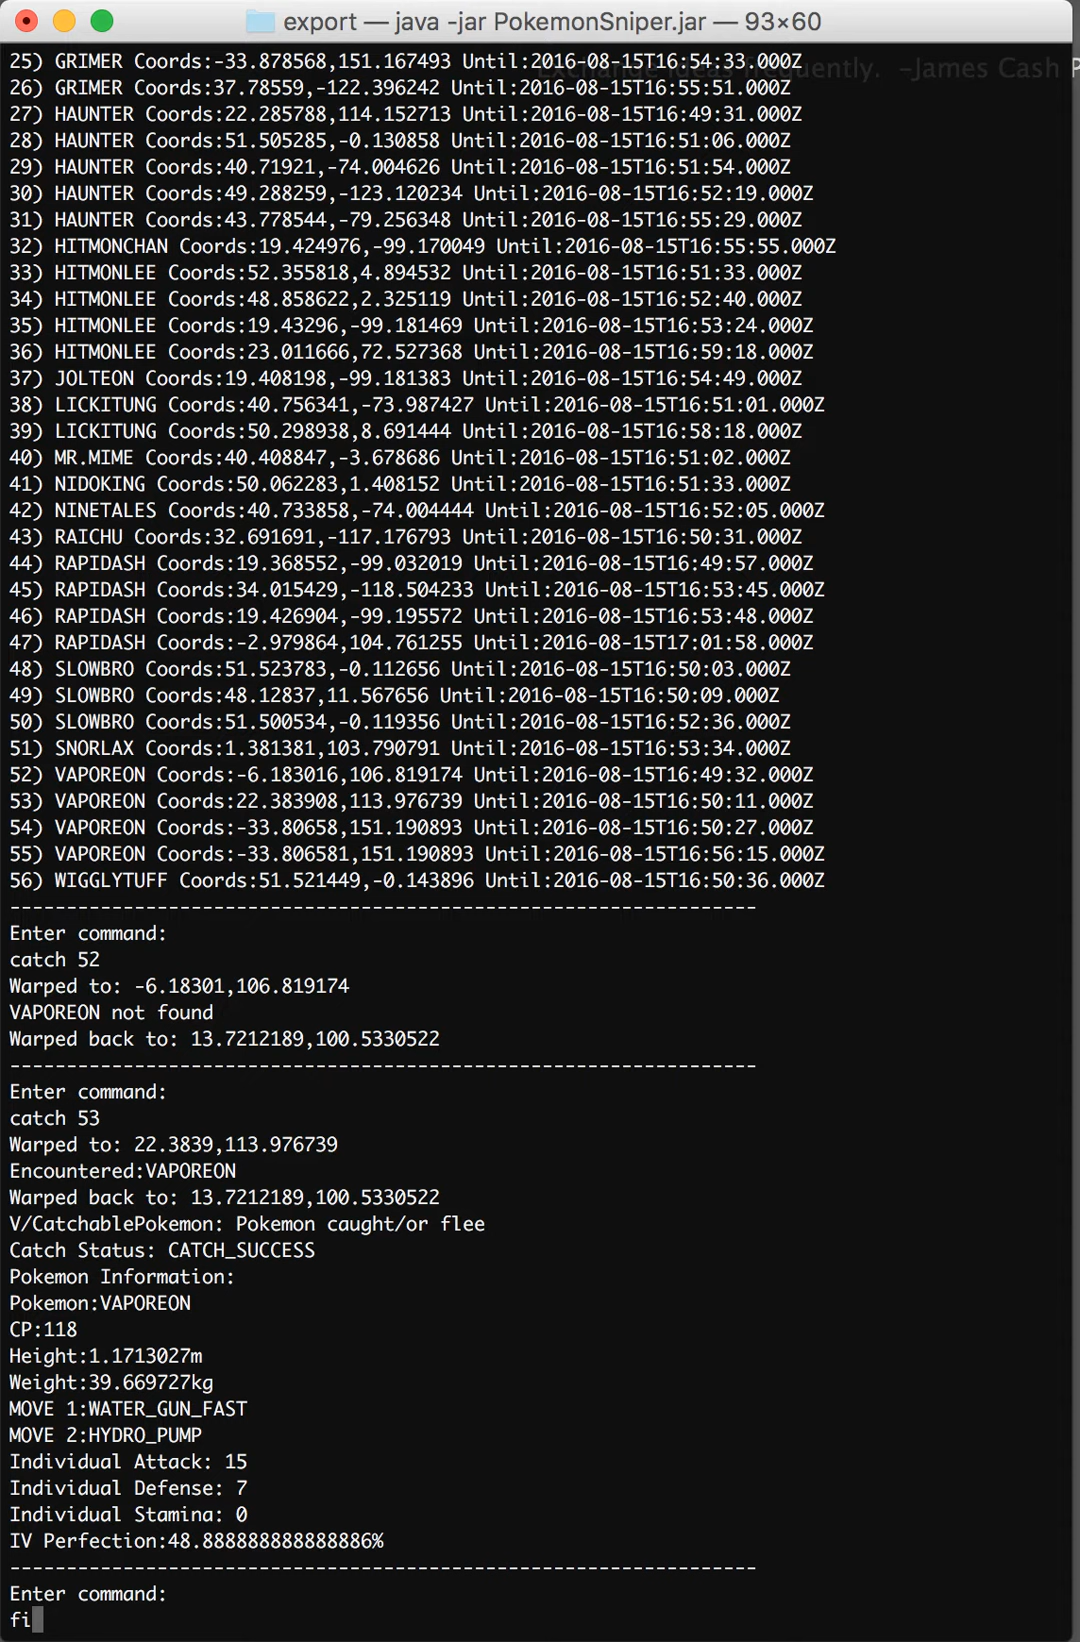 export — java -jar PokemonSniper.jar — 93×60
Exchange ideas frequently. -James Cash P
25) GRIMER Coords:-33.878568,151.167493 Until:2016-08-15T16:54:33.000Z
26) GRIMER Coords:37.78559,-122.396242 Until:2016-08-15T16:55:51.000Z
27) HAUNTER Coords:22.285788,114.152713 Until:2016-08-15T16:49:31.000Z
28) HAUNTER Coords:51.505285,-0.130858 Until:2016-08-15T16:51:06.000Z
29) HAUNTER Coords:40.71921,-74.004626 Until:2016-08-15T16:51:54.000Z
30) HAUNTER Coords:49.288259,-123.120234 Until:2016-08-15T16:52:19.000Z
31) HAUNTER Coords:43.778544,-79.256348 Until:2016-08-15T16:55:29.000Z
32) HITMONCHAN Coords:19.424976,-99.170049 Until:2016-08-15T16:55:55.000Z
33) HITMONLEE Coords:52.355818,4.894532 Until:2016-08-15T16:51:33.000Z
34) HITMONLEE Coords:48.858622,2.325119 Until:2016-08-15T16:52:40.000Z
35) HITMONLEE Coords:19.43296,-99.181469 Until:2016-08-15T16:53:24.000Z
36) HITMONLEE Coords:23.011666,72.527368 Until:2016-08-15T16:59:18.000Z
37) JOLTEON Coords:19.408198,-99.181383 Until:2016-08-15T16:54:49.000Z
38) LICKITUNG Coords:40.756341,-73.987427 Until:2016-08-15T16:51:01.000Z
39) LICKITUNG Coords:50.298938,8.691444 Until:2016-08-15T16:58:18.000Z
40) MR.MIME Coords:40.408847,-3.678686 Until:2016-08-15T16:51:02.000Z
41) NIDOKING Coords:50.062283,1.408152 Until:2016-08-15T16:51:33.000Z
42) NINETALES Coords:40.733858,-74.004444 Until:2016-08-15T16:52:05.000Z
43) RAICHU Coords:32.691691,-117.176793 Until:2016-08-15T16:50:31.000Z
44) RAPIDASH Coords:19.368552,-99.032019 Until:2016-08-15T16:49:57.000Z
45) RAPIDASH Coords:34.015429,-118.504233 Until:2016-08-15T16:53:45.000Z
46) RAPIDASH Coords:19.426904,-99.195572 Until:2016-08-15T16:53:48.000Z
47) RAPIDASH Coords:-2.979864,104.761255 Until:2016-08-15T17:01:58.000Z
48) SLOWBRO Coords:51.523783,-0.112656 Until:2016-08-15T16:50:03.000Z
49) SLOWBRO Coords:48.12837,11.567656 Until:2016-08-15T16:50:09.000Z
50) SLOWBRO Coords:51.500534,-0.119356 Until:2016-08-15T16:52:36.000Z
51) SNORLAX Coords:1.381381,103.790791 Until:2016-08-15T16:53:34.000Z
52) VAPOREON Coords:-6.183016,106.819174 Until:2016-08-15T16:49:32.000Z
53) VAPOREON Coords:22.383908,113.976739 Until:2016-08-15T16:50:11.000Z
54) VAPOREON Coords:-33.80658,151.190893 Until:2016-08-15T16:50:27.000Z
55) VAPOREON Coords:-33.806581,151.190893 Until:2016-08-15T16:56:15.000Z
56) WIGGLYTUFF Coords:51.521449,-0.143896 Until:2016-08-15T16:50:36.000Z
------------------------------------------------------------------
Enter command:
catch 52
Warped to: -6.18301,106.819174
VAPOREON not found
Warped back to: 13.7212189,100.5330522
------------------------------------------------------------------
Enter command:
catch 53
Warped to: 22.3839,113.976739
Encountered:VAPOREON
Warped back to: 13.7212189,100.5330522
V/CatchablePokemon: Pokemon caught/or flee
Catch Status: CATCH_SUCCESS
Pokemon Information:
Pokemon:VAPOREON
CP:118
Height:1.1713027m
Weight:39.669727kg
MOVE 1:WATER_GUN_FAST
MOVE 2:HYDRO_PUMP
Individual Attack: 15
Individual Defense: 7
Individual Stamina: 0
IV Perfection:48.888888888888886%
------------------------------------------------------------------
Enter command:
fi